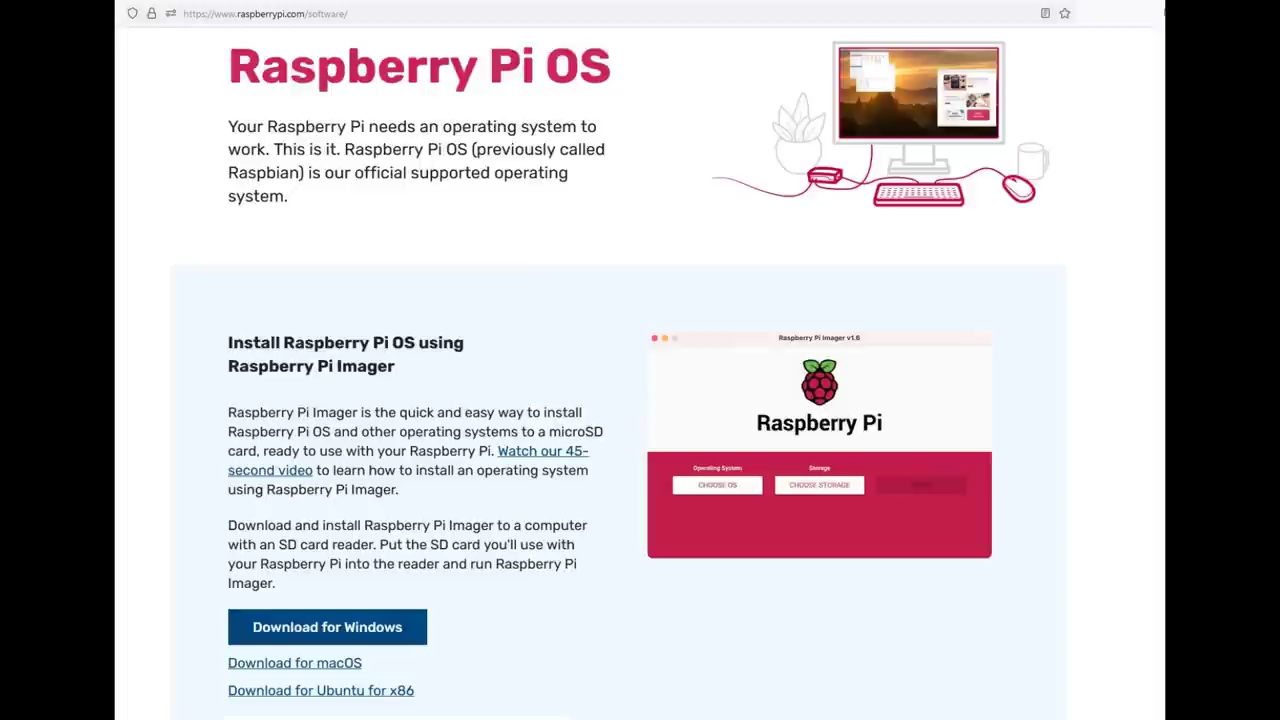 https://www.raspberrypi.com/software/
Raspberry Pi OS
Your Raspberry Pi needs an operating system to
work. This is it. Raspberry Pi OS (previously called
Raspbian) is our official supported operating
system.
Install Raspberry Pi OS using
Raspberry Pi Imager
Raspberry Pi Imager is the quick and easy way to install
Raspberry Pi OS and other operating systems to a microSD
card, ready to use with your Raspberry Pi. Watch our 45-
second video to learn how to install an operating system
using Raspberry Pi Imager.
Download and install Raspberry Pi Imager to a computer
with an SD card reader. Put the SD card you'll use with
your Raspberry Pi into the reader and run Raspberry Pi
Imager.
Download for Windows
Download for macOS
Download for Ubuntu for x86
Raspberry Pi Imager v1.6
Raspberry Pi
Operating System
Storage
CHOOSE OS
CHOOSE STORAGE